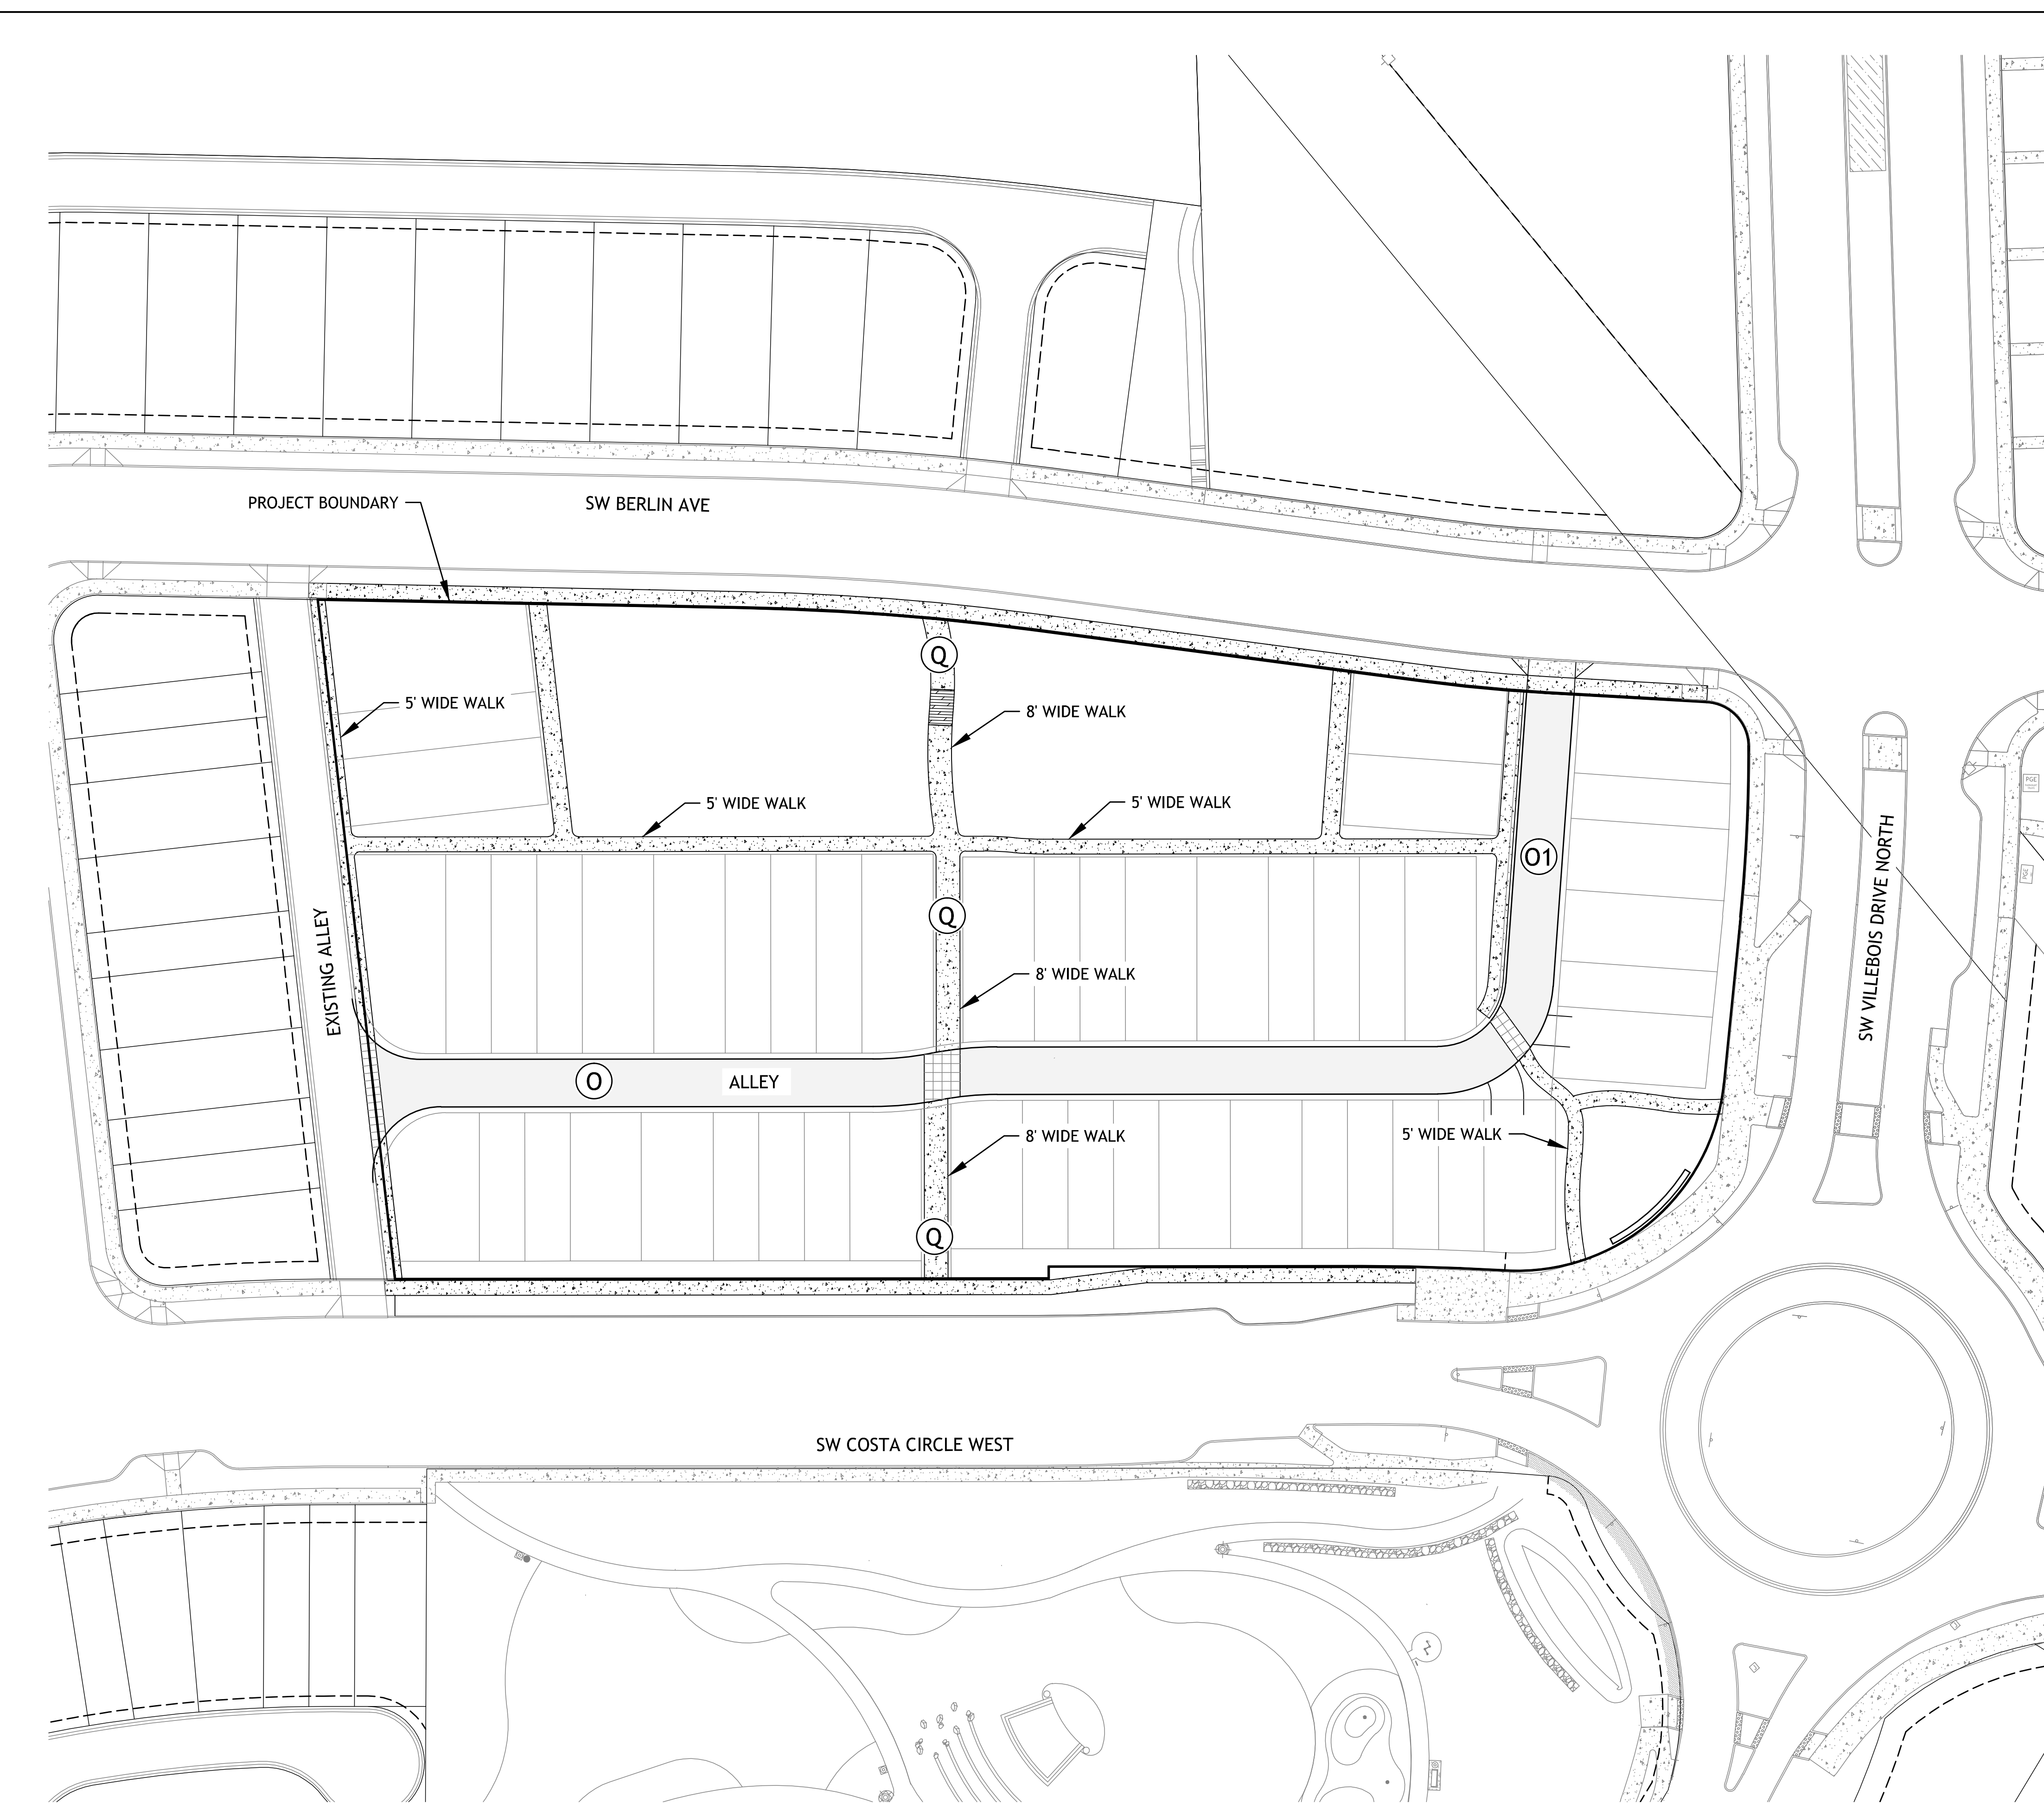 PROJECT BOUNDARY
SW BERLIN AVE
Q
5' WIDE WALK
8' WIDE WALK
5' WIDE WALK
5' WIDE WALK
PGE
O1
SW VILLEBOIS DRIVE NORTH
PGE
Q
EXISTING ALLEY
8' WIDE WALK
O
ALLEY
8' WIDE WALK
5' WIDE WALK
Q
SW COSTA CIRCLE WEST